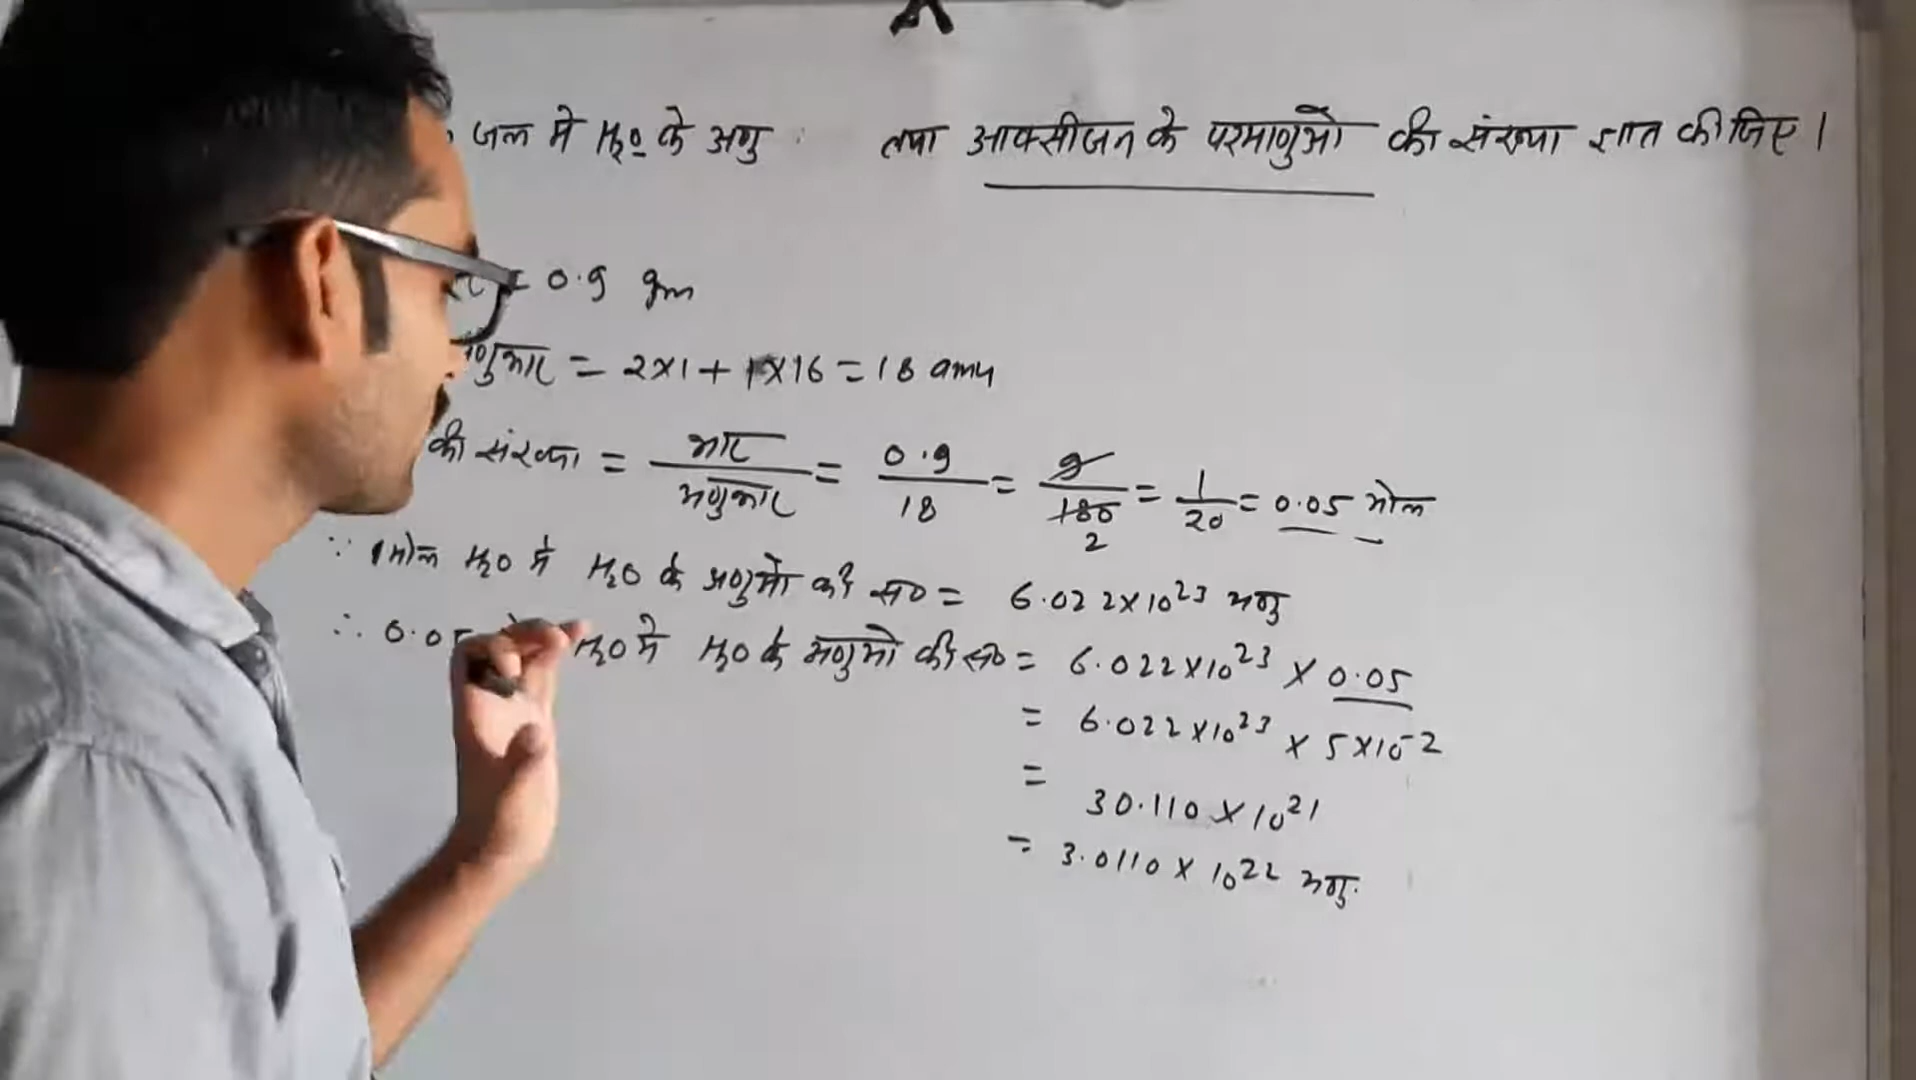 जल में H₂O के अणु तथा आक्सीजन के परमाणुओं की संख्या ज्ञात कीजिए।
= 0.9 gm
णुभार = 2×1 + 1×16 = 18 amu
की संख्या = भार / अणुभार = 0.9 / 18 = 9 / 180 2 = 1 / 20 = 0.05 मोल
∵ 1मोल H₂O में H₂O के अणुओं की सं० = 6.022×10²³ अणु
∴ 0.05 H₂O में H₂O के अणुओं की सं० = 6.022×10²³ × 0.05
= 6.022×10²³ × 5×10⁻²
= 30.110 × 10²¹
= 3.0110 × 10²² अणु